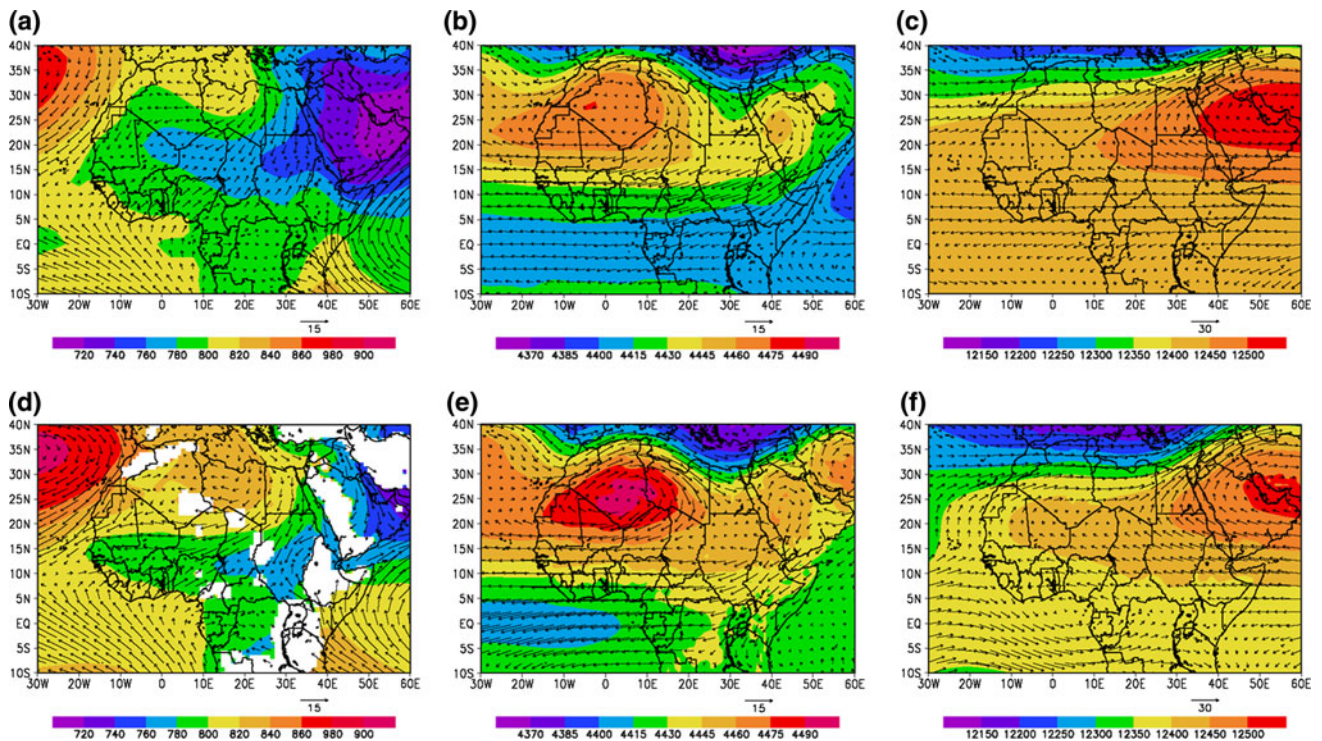 (a)
(b)
(c)
40N
35N
30N
25N
20N
15N
10N
5N
EQ
5S
10S
30W 20W 10W 0 10E 20E 30E 40E 50E 60E
15
720 740 760 780 800 820 840 860 980 900
40N
35N
30N
25N
20N
15N
10N
5N
EQ
5S
10S
30W 20W 10W 0 10E 20E 30E 40E 50E 60E
15
4370 4385 4400 4415 4430 4445 4460 4475 4490
40N
35N
30N
25N
20N
15N
10N
5N
EQ
5S
10S
30W 20W 10W 0 10E 20E 30E 40E 50E 60E
30
12150 12200 12250 12300 12350 12400 12450 12500
(d)
(e)
(f)
40N
35N
30N
25N
20N
15N
10N
5N
EQ
5S
10S
30W 20W 10W 0 10E 20E 30E 40E 50E 60E
15
720 740 760 780 800 820 840 860 980 900
40N
35N
30N
25N
20N
15N
10N
5N
EQ
5S
10S
30W 20W 10W 0 10E 20E 30E 40E 50E 60E
15
4370 4385 4400 4415 4430 4445 4460 4475 4490
40N
35N
30N
25N
20N
15N
10N
5N
EQ
5S
10S
30W 20W 10W 0 10E 20E 30E 40E 50E 60E
30
12150 12200 12250 12300 12350 12400 12450 12500